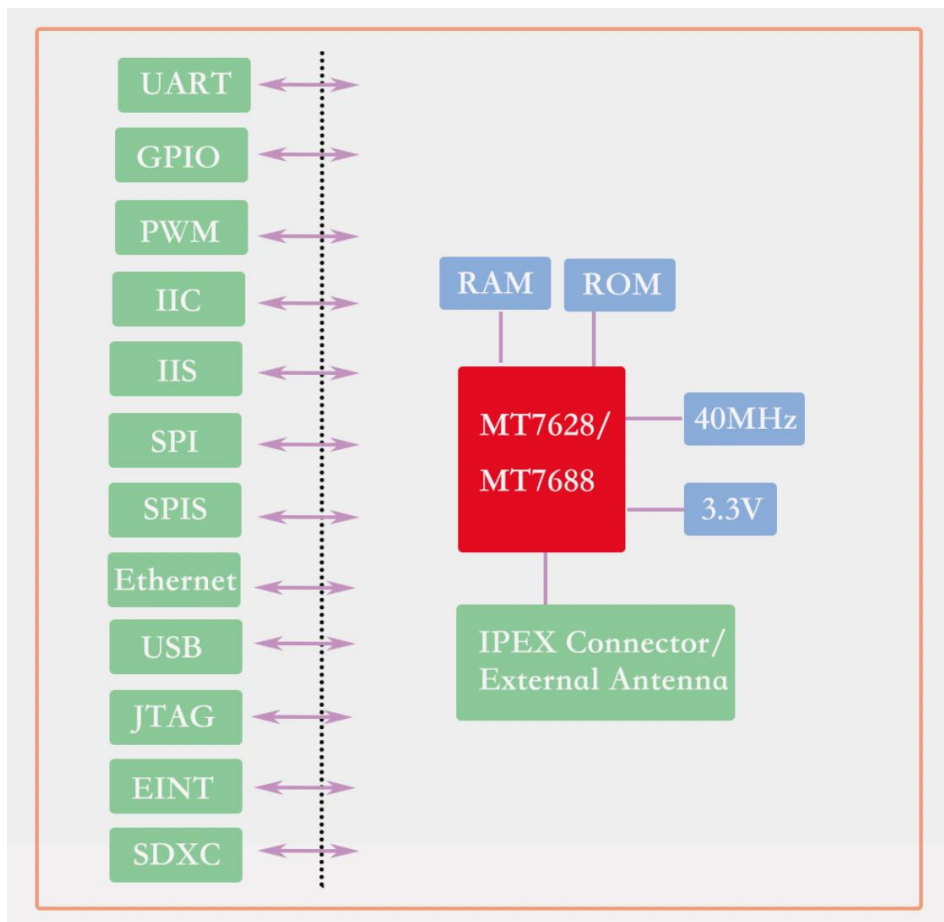 UART
GPIO
PWM
IIC
IIS
SPI
SPIS
Ethernet
USB
JTAG
EINT
SDXC
RAM
ROM
MT7628/
MT7688
40MHz
3.3V
IPEX Connector/
External Antenna